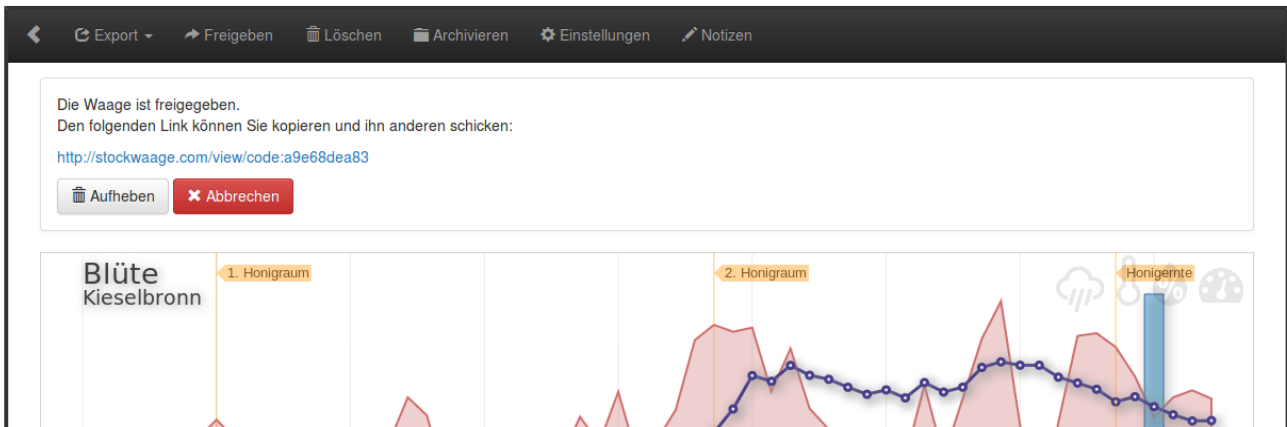 Export Freigeben Löschen Archivieren Einstellungen Notizen
Die Waage ist freigegeben.
Den folgenden Link können Sie kopieren und ihn anderen schicken:
http://stockwaage.com/view/code:a9e68dea83
Aufheben Abbrechen
Blüte 1. Honigraum 2. Honigraum Honigernte
Kieselbronn %